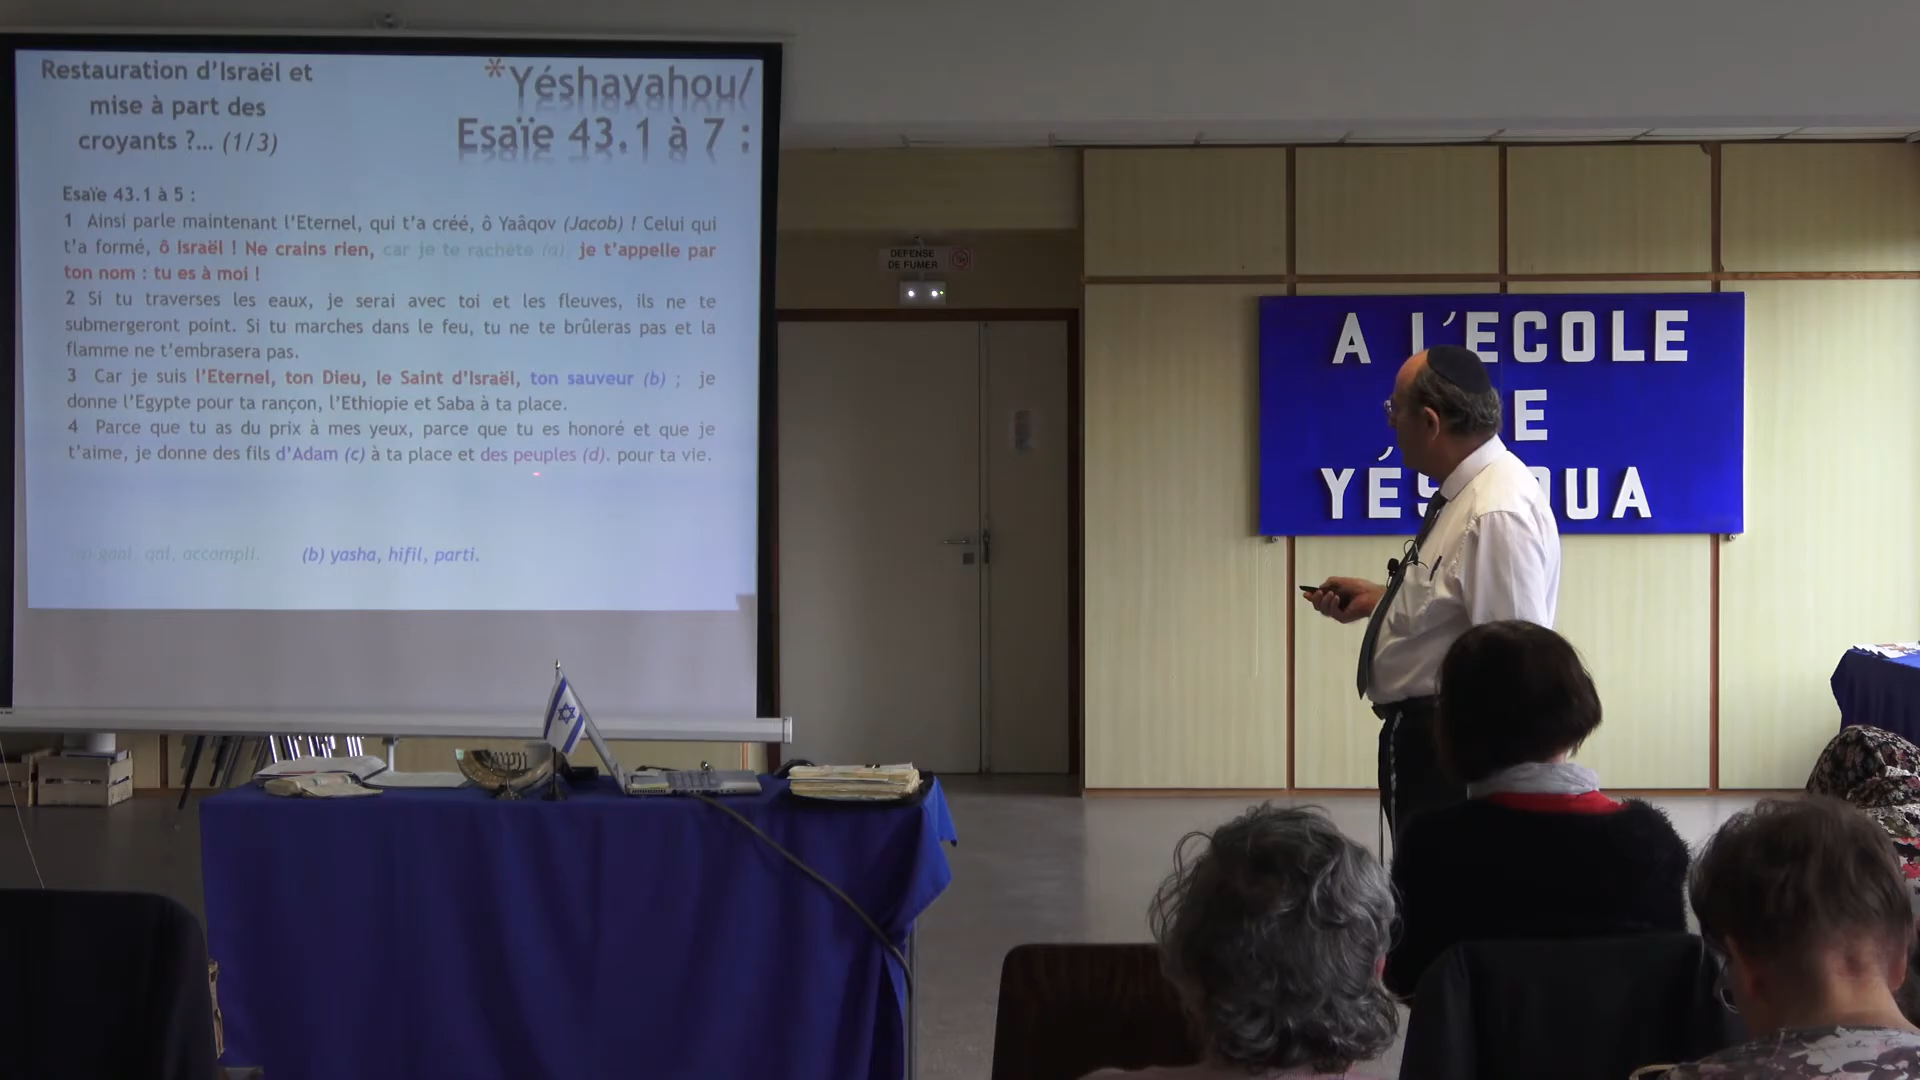 Restauration d'Israël et
mise à part des
croyants ?... (1/3)
*Yéshayahou/
Esaïe 43.1 à 7 :
Esaïe 43.1 à 5 :
1 Ainsi parle maintenant l'Eternel, qui t'a créé, ô Yaâqov (Jacob) ! Celui qui
t'a formé, ô Israël ! Ne crains rien, car je te rachète (a), je t'appelle par
ton nom : tu es à moi !
2 Si tu traverses les eaux, je serai avec toi et les fleuves, ils ne te
submergeront point. Si tu marches dans le feu, tu ne te brûleras pas et la
flamme ne t'embrasera pas.
3 Car je suis l'Eternel, ton Dieu, le Saint d'Israël, ton sauveur (b) ; je
donne l'Egypte pour ta rançon, l'Ethiopie et Saba à ta place.
4 Parce que tu as du prix à mes yeux, parce que tu es honoré et que je
t'aime, je donne des fils d'Adam (c) à ta place et des peuples (d). pour ta vie.
(a) gaal, qal, accompli. (b) yasha, hifil, parti.
DEFENSE
DE FUMER
A L'ECOLE
E
YÉS OUA